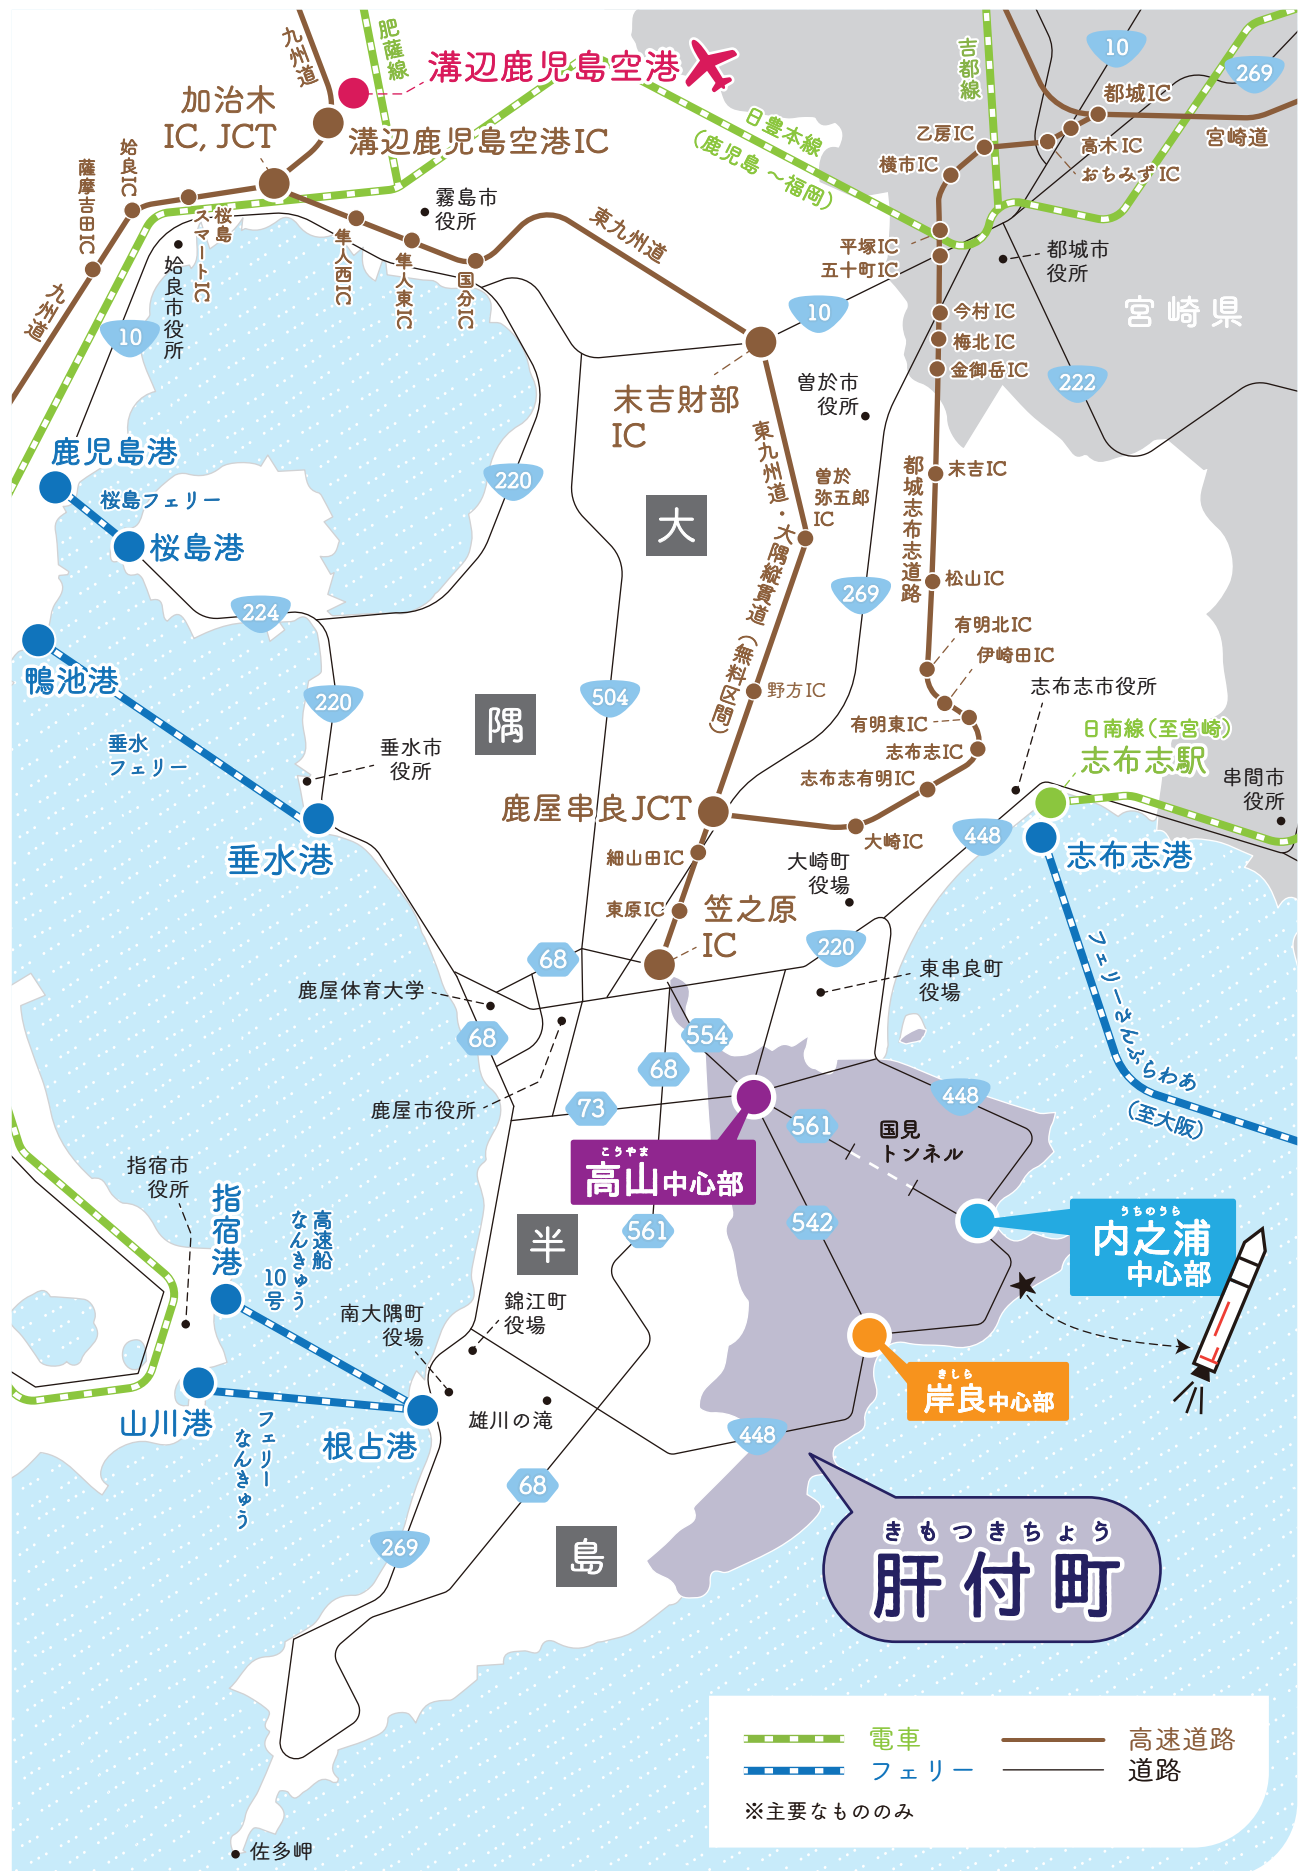 九州道
肥薩線
溝辺鹿児島空港
加治木
IC, JCT
溝辺鹿児島空港IC
日豊本線
(鹿児島 ～福岡)
吉都線
10
269
都城IC
宮崎道
高木IC
おちみずIC
乙房IC
横市IC
平塚IC
五十町IC
都城市
役所
宮崎県
今村IC
梅北IC
金御岳IC
222
姶良IC
薩摩吉田IC
桜島
スマートIC
霧島市
役所
隼人西IC
隼人東IC
国分IC
東九州道
姶良市役所
九州道
10
10
末吉財部
IC
曽於市
役所
鹿児島港
桜島フェリー
桜島港
220
224
大
東九州道・大隅縦貫道(無料区間)
曽於
弥五郎
IC
都城志布志道路
末吉IC
269
松山IC
有明北IC
伊崎田IC
鴨池港
220
504
隅
野方IC
有明東IC
志布志IC
志布志有明IC
志布志市役所
日南線(至宮崎)
志布志駅
串間市
役所
垂水
フェリー
垂水市
役所
垂水港
鹿屋串良JCT
大崎IC
448
志布志港
細山田IC
大崎町
役場
東原IC
笠之原
IC
68
220
東串良町
役場
フェリーさんふらわあ
(至大阪)
鹿屋体育大学
68
554
68
鹿屋市役所
73
448
561
国見
トンネル
こうやま
高山中心部
指宿市
役所
指宿港
高速船
なんきゅう
10号
半
561
542
うちのうら
内之浦
中心部
南大隅町
役場
錦江町
役場
きしら
岸良中心部
山川港
フェリー
なんきゅう
根占港
雄川の滝
448
68
269
島
きもつきちょう
肝付町
佐多岬
電車
高速道路
フェリー
道路
※主要なもののみ